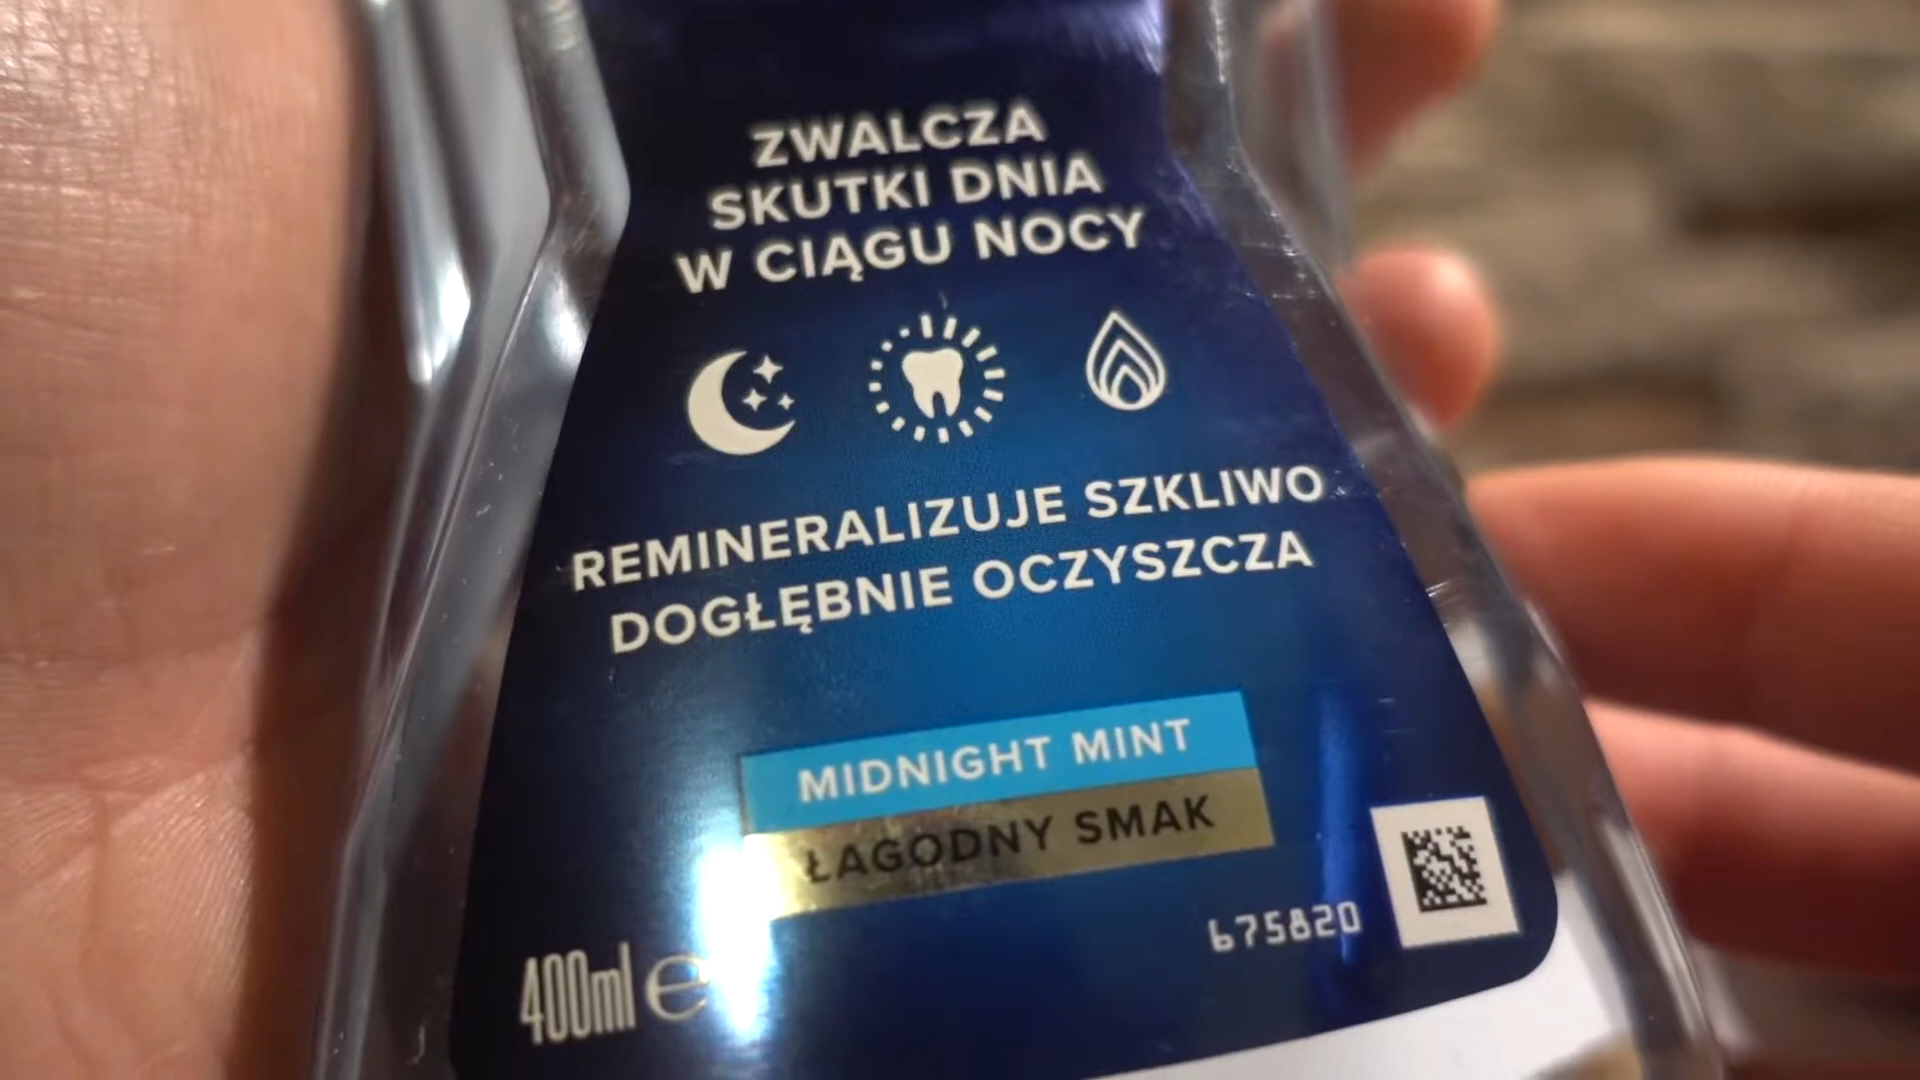 ZWALCZA
SKUTKI DNIA
W CIĄGU NOCY
REMINERALIZUJE SZKLIWO
DOGŁĘBNIE OCZYSZCZA
MIDNIGHT MINT
ŁAGODNY SMAK
675820
400ml e